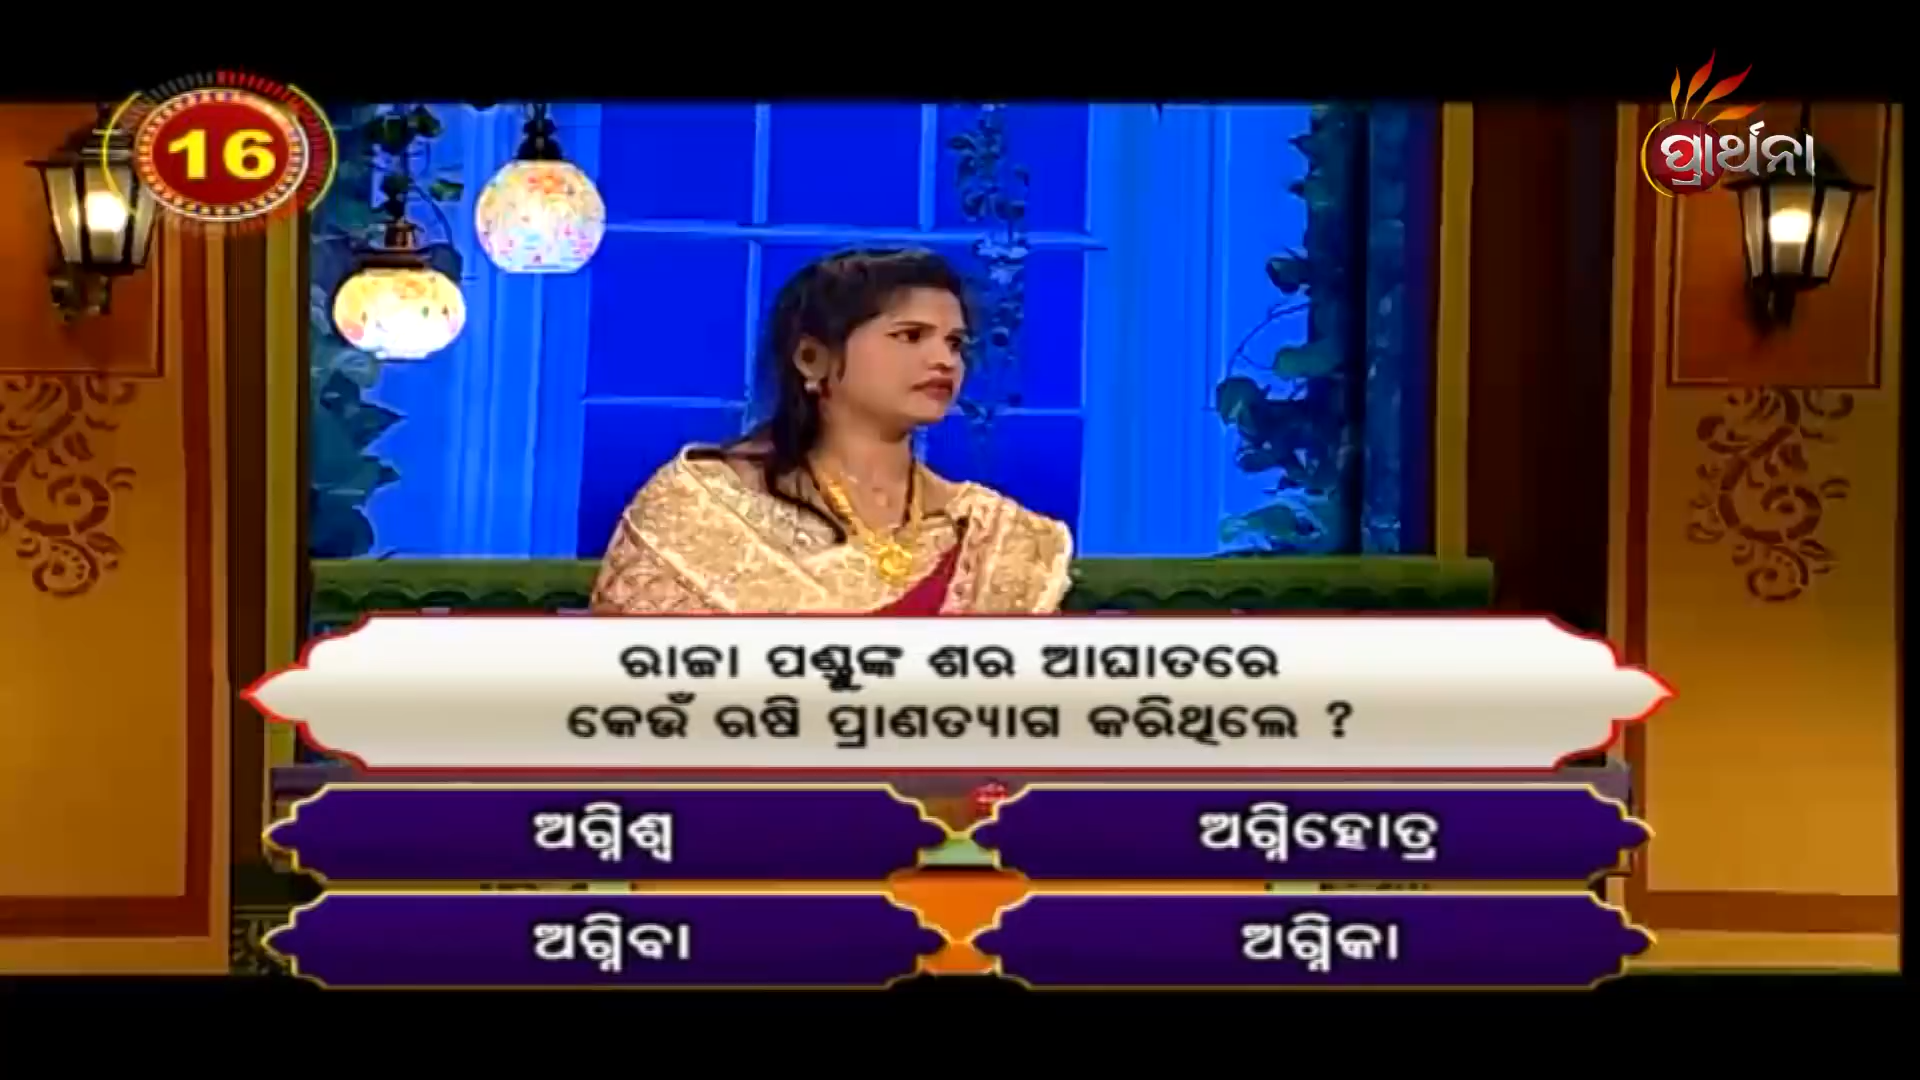 16
ପ୍ରାର୍ଥନା
ରାଜା ପଣ୍ଡୁଙ୍କ ଶର ଆଘାତରେ
କେଉଁ ଋଷି ପ୍ରାଣତ୍ୟାଗ କରିଥିଲେ ?
ଅଗ୍ନିଶ୍ୱ
ଅଗ୍ନିହୋତ୍ର
ଅଗ୍ନିବା
ଅଗ୍ନିକା